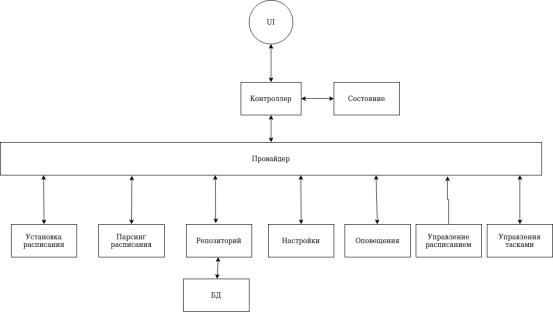 UI
Контроллер
Состояние
Провайдер
Установка
расписания
Парсинг
расписания
Репозиторий
Настройки
Оповещения
Управление
расписанием
Управления
тасками
БД